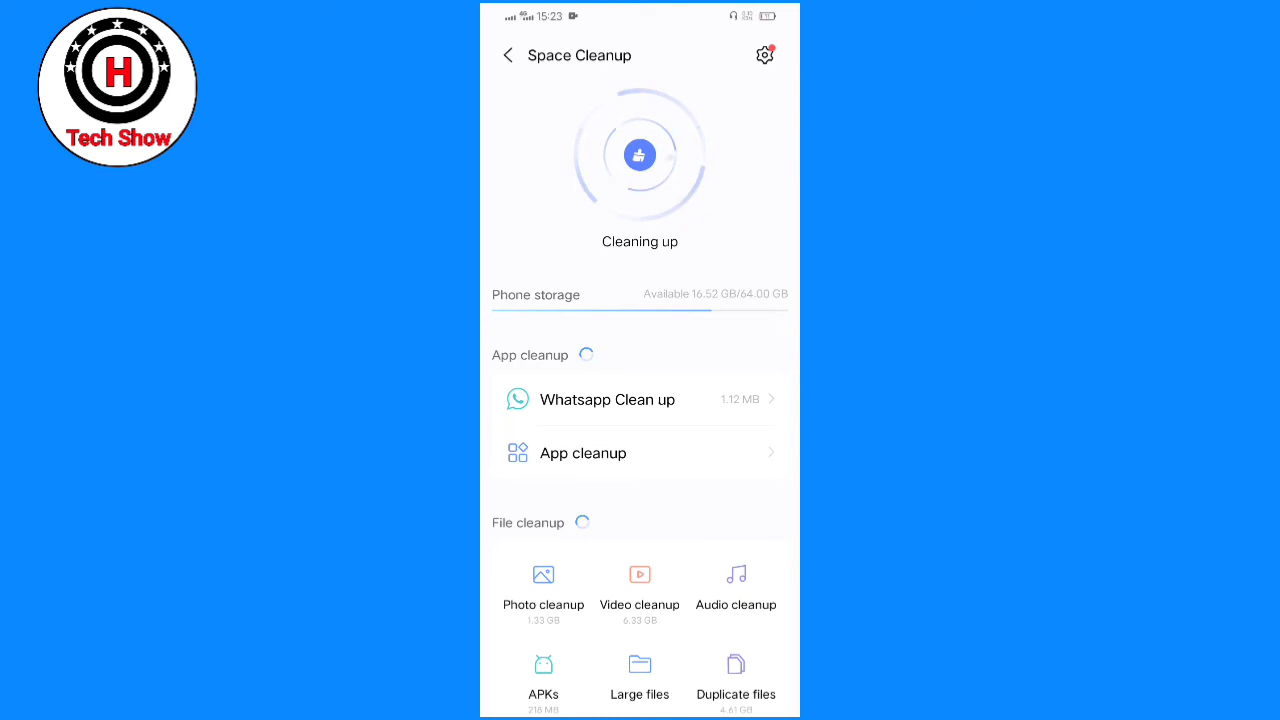 H
Tech Show
4G 15:23
Space Cleanup
Cleaning up
Phone storage
Available 16.52 GB/64.00 GB
App cleanup
Whatsapp Clean up
1.12 MB
App cleanup
File cleanup
Photo cleanup
Video cleanup
Audio cleanup
1.33 GB
6.33 GB
APKs
Large files
Duplicate files
218 MB
4.61 GB